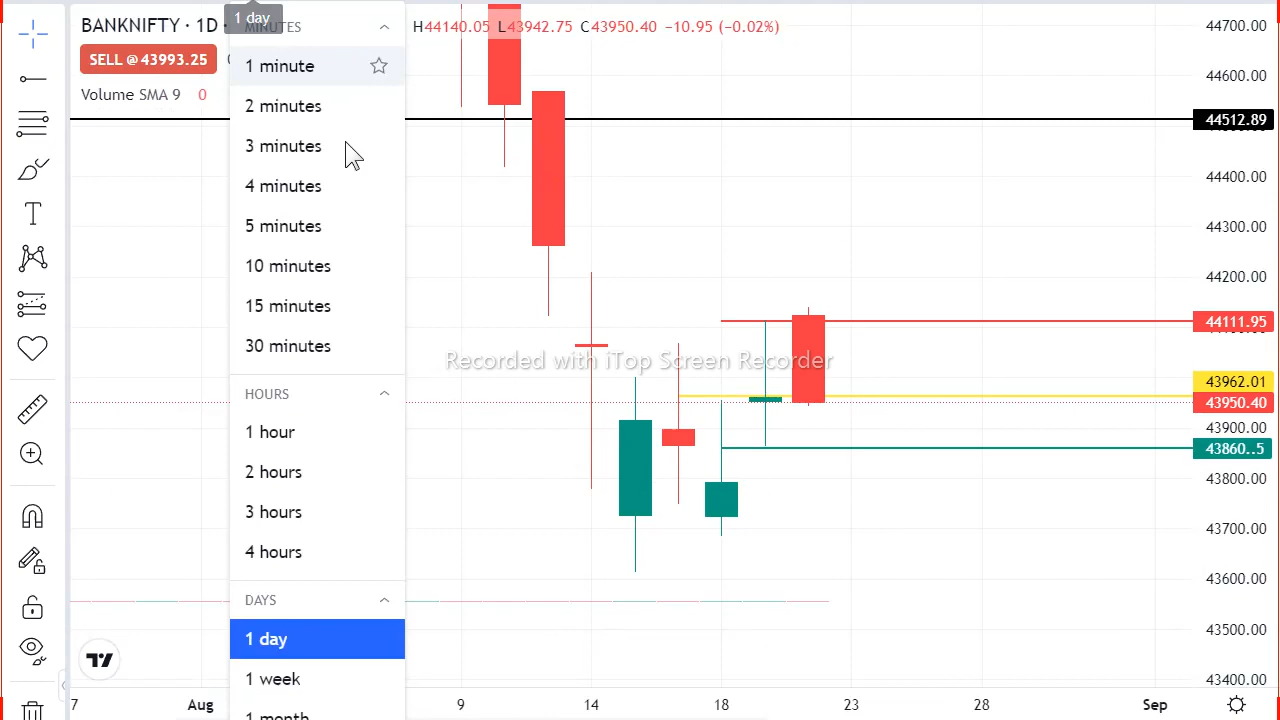 BANKNIFTY · 1D ·
1 day
H44140.05 L43942.75 C43950.40 −10.95 (−0.02%)
SELL @ 43993.25
Volume SMA 9 0
MINUTES
1 minute
2 minutes
3 minutes
4 minutes
5 minutes
10 minutes
15 minutes
30 minutes
HOURS
1 hour
2 hours
3 hours
4 hours
DAYS
1 day
1 week
1 month
Recorded with iTop Screen Recorder
44700.00
44600.00
44512.89
44400.00
44300.00
44200.00
44111.95
43962.01
43950.40
43900.00
43860..5
43800.00
43700.00
43600.00
43500.00
43400.00
7 Aug 9 14 18 23 28 Sep